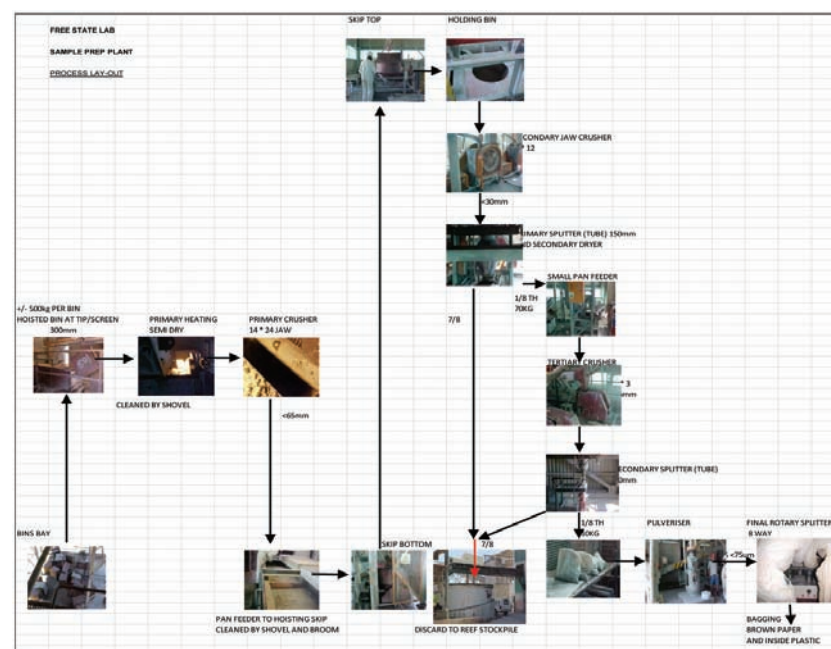 FREE STATE LAB
SAMPLE PREP PLANT
PROCESS LAY-OUT
SKIP TOP
HOLDING BIN
CONDARY JAW CRUSHER
* 12
<30mm
IMARY SPLITTER (TUBE) 150mm
ND SECONDARY DRYER
SMALL PAN FEEDER
1/8 TH
70KG
7/8
+/- 500kg PER BIN
HOISTED BIN AT TIP/SCREEN
300mm
PRIMARY HEATING
SEMI DRY
PRIMARY CRUSHER
14 * 24 JAW
CLEANED BY SHOVEL
<65mm
TERTIARY CRUSHER
* 3
mm
ECONDARY SPLITTER (TUBE)
0mm
BINS BAY
SKIP BOTTOM
7/8
1/8 TH
60KG
PULVERISER
<75um
FINAL ROTARY SPLITTER
8 WAY
PAN FEEDER TO HOISTING SKIP
CLEANED BY SHOVEL AND BROOM
DISCARD TO REEF STOCKPILE
BAGGING
BROWN PAPER
AND INSIDE PLASTIC